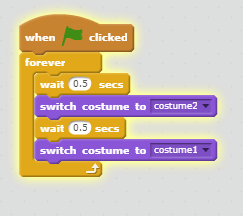 when clicked
forever
wait 0.5 secs
switch costume to costume2
wait 0.5 secs
switch costume to costume1